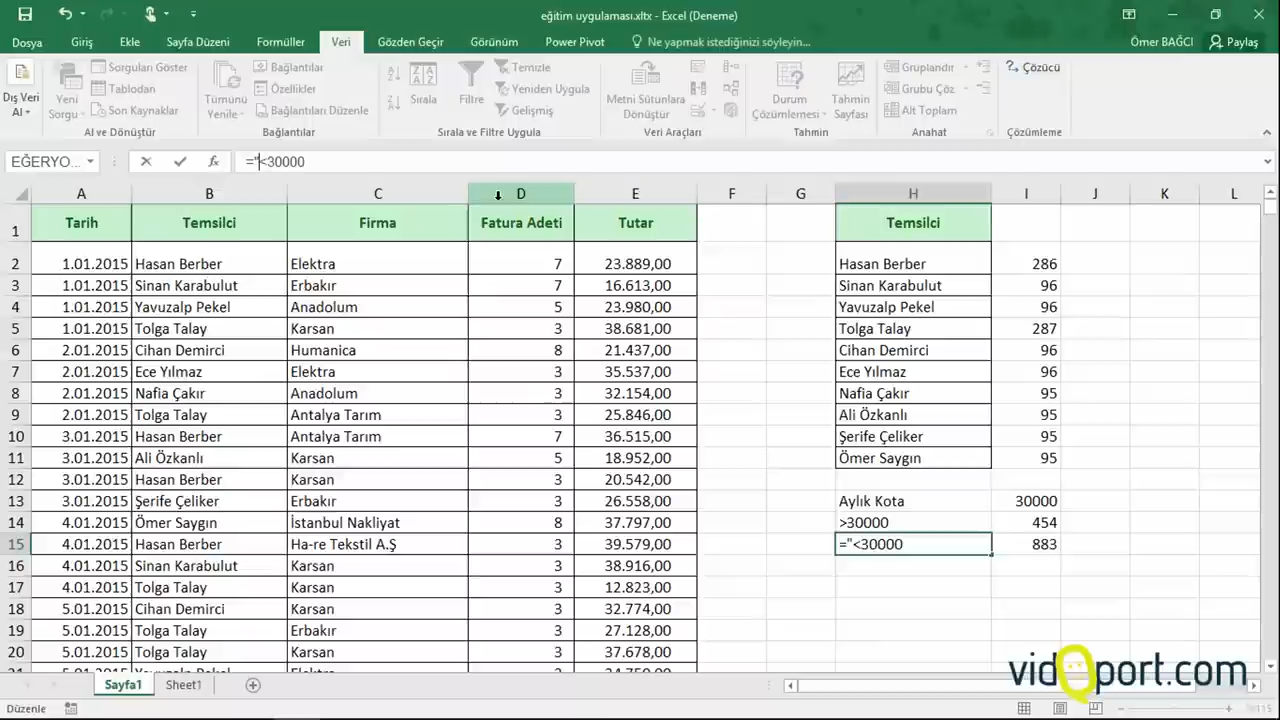 eğitim uygulaması.xltx - Excel (Deneme)
Dosya Giriş Ekle Sayfa Düzeni Formüller Veri Gözden Geçir Görünüm Power Pivot Ne yapmak istediğinizi söyleyin... Ömer BAĞCI Paylaş
Dış Veri Al
Yeni Sorgu
Sorguları Göster
Tablodan
Son Kaynaklar
Al ve Dönüştür
Tümünü Yenile
Bağlantılar
Özellikler
Bağlantıları Düzenle
Bağlantılar
Sırala
Filtre
Temizle
Yeniden Uygula
Gelişmiş
Sırala ve Filtre Uygula
Metni Sütunlara Dönüştür
Veri Araçları
Durum Çözümlemesi
Tahmin Sayfası
Tahmin
Gruplandır
Grubu Çöz
Alt Toplam
Anahat
Çözücü
Çözümleme
EĞERYO... fx ="<30000
A B C D E F G H I J K L
1 Tarih Temsilci Firma Fatura Adeti Tutar Temsilci
2 1.01.2015 Hasan Berber Elektra 7 23.889,00 Hasan Berber 286
3 1.01.2015 Sinan Karabulut Erbakır 7 16.613,00 Sinan Karabulut 96
4 1.01.2015 Yavuzalp Pekel Anadolum 5 23.980,00 Yavuzalp Pekel 96
5 1.01.2015 Tolga Talay Karsan 3 38.681,00 Tolga Talay 287
6 2.01.2015 Cihan Demirci Humanica 8 21.437,00 Cihan Demirci 96
7 2.01.2015 Ece Yılmaz Elektra 3 35.537,00 Ece Yılmaz 96
8 2.01.2015 Nafia Çakır Anadolum 3 32.154,00 Nafia Çakır 95
9 2.01.2015 Tolga Talay Antalya Tarım 3 25.846,00 Ali Özkanlı 95
10 3.01.2015 Hasan Berber Antalya Tarım 7 36.515,00 Şerife Çeliker 95
11 3.01.2015 Ali Özkanlı Karsan 5 18.952,00 Ömer Saygın 95
12 3.01.2015 Hasan Berber Karsan 3 20.542,00
13 3.01.2015 Şerife Çeliker Erbakır 3 26.558,00 Aylık Kota 30000
14 4.01.2015 Ömer Saygın İstanbul Nakliyat 8 37.797,00 >30000 454
15 4.01.2015 Hasan Berber Ha-re Tekstil A.Ş 3 39.579,00 ="<30000 883
16 4.01.2015 Sinan Karabulut Karsan 3 38.916,00
17 4.01.2015 Tolga Talay Karsan 3 12.823,00
18 5.01.2015 Cihan Demirci Karsan 3 32.774,00
19 5.01.2015 Tolga Talay Erbakır 3 27.128,00
20 5.01.2015 Tolga Talay Karsan 3 37.678,00
Sayfa1 Sheet1
vidoport.com
Düzenle